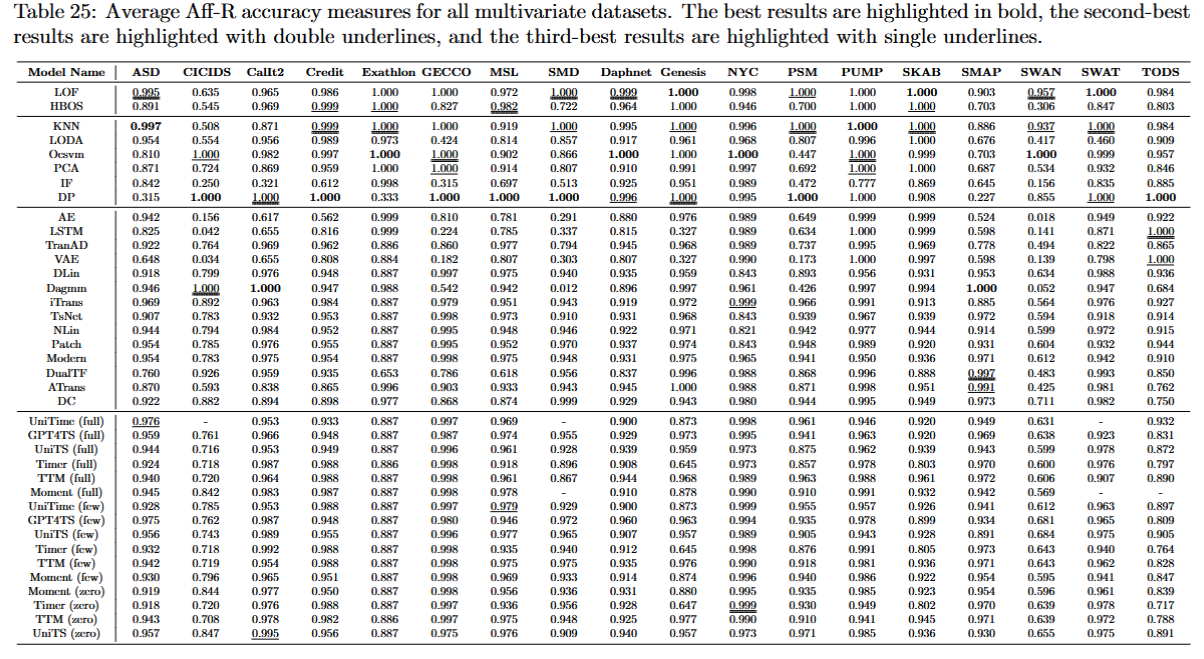 Table 25: Average Aff-R accuracy measures for all multivariate datasets. The best results are highlighted in bold, the second-best
results are highlighted with double underlines, and the third-best results are highlighted with single underlines.
Model Name ASD CICIDS CalIt2 Credit Exathlon GECCO MSL SMD Daphnet Genesis NYC PSM PUMP SKAB SMAP SWAN SWAT TODS
LOF 0.995 0.635 0.965 0.986 1.000 1.000 0.972 1.000 0.999 1.000 0.998 1.000 1.000 1.000 0.903 0.957 1.000 0.984
HBOS 0.891 0.545 0.969 0.999 1.000 0.827 0.982 0.722 0.964 1.000 0.946 0.700 1.000 1.000 0.703 0.306 0.847 0.803
KNN 0.997 0.508 0.871 0.999 1.000 1.000 0.919 1.000 0.995 1.000 0.996 1.000 1.000 1.000 0.886 0.937 1.000 0.984
LODA 0.954 0.554 0.956 0.989 0.973 0.424 0.814 0.857 0.917 0.961 0.968 0.807 0.996 1.000 0.676 0.417 0.460 0.909
Ocsvm 0.810 1.000 0.982 0.997 1.000 1.000 0.902 0.866 1.000 1.000 1.000 0.447 1.000 0.999 0.703 1.000 0.999 0.957
PCA 0.871 0.724 0.869 0.959 1.000 1.000 0.914 0.807 0.910 0.991 0.997 0.692 1.000 1.000 0.687 0.534 0.932 0.846
IF 0.842 0.250 0.321 0.612 0.998 0.315 0.697 0.513 0.925 0.951 0.989 0.472 0.777 0.869 0.645 0.156 0.835 0.885
DP 0.315 1.000 1.000 1.000 0.333 1.000 1.000 1.000 0.996 1.000 0.995 1.000 1.000 0.908 0.227 0.855 1.000 1.000
AE 0.942 0.156 0.617 0.562 0.999 0.810 0.781 0.291 0.880 0.976 0.989 0.649 0.999 0.999 0.524 0.018 0.949 0.922
LSTM 0.825 0.042 0.655 0.816 0.999 0.224 0.785 0.337 0.815 0.327 0.989 0.634 1.000 0.999 0.598 0.141 0.871 1.000
TranAD 0.922 0.764 0.969 0.962 0.886 0.860 0.977 0.794 0.945 0.968 0.989 0.737 0.995 0.969 0.778 0.494 0.822 0.865
VAE 0.648 0.034 0.655 0.808 0.884 0.182 0.807 0.303 0.807 0.327 0.990 0.173 1.000 0.997 0.598 0.139 0.798 1.000
DLin 0.918 0.799 0.976 0.948 0.887 0.997 0.975 0.940 0.935 0.959 0.843 0.893 0.956 0.931 0.953 0.634 0.988 0.936
Dagmm 0.946 1.000 1.000 0.947 0.988 0.542 0.942 0.012 0.896 0.997 0.961 0.426 0.997 0.994 1.000 0.052 0.947 0.684
iTrans 0.969 0.892 0.963 0.984 0.887 0.979 0.951 0.943 0.919 0.972 0.999 0.966 0.991 0.913 0.885 0.564 0.976 0.927
TsNet 0.907 0.783 0.932 0.953 0.887 0.998 0.973 0.910 0.931 0.968 0.843 0.939 0.967 0.939 0.972 0.594 0.918 0.914
NLin 0.944 0.794 0.984 0.952 0.887 0.995 0.948 0.946 0.922 0.971 0.821 0.942 0.977 0.944 0.914 0.599 0.972 0.915
Patch 0.954 0.785 0.976 0.955 0.887 0.995 0.952 0.970 0.937 0.974 0.843 0.948 0.989 0.920 0.931 0.604 0.932 0.944
Modern 0.954 0.783 0.975 0.954 0.887 0.998 0.975 0.948 0.931 0.975 0.965 0.941 0.950 0.936 0.971 0.612 0.942 0.910
DualTF 0.760 0.926 0.959 0.935 0.653 0.786 0.618 0.956 0.837 0.996 0.988 0.868 0.996 0.888 0.997 0.483 0.993 0.850
ATrans 0.870 0.593 0.838 0.865 0.996 0.903 0.933 0.943 0.945 1.000 0.988 0.871 0.998 0.951 0.991 0.425 0.981 0.762
DC 0.922 0.882 0.894 0.898 0.977 0.868 0.874 0.999 0.929 0.943 0.980 0.944 0.995 0.949 0.973 0.711 0.982 0.750
UniTime (full) 0.976 - 0.953 0.933 0.887 0.997 0.969 - 0.900 0.873 0.998 0.961 0.946 0.920 0.949 0.631 - 0.932
GPT4TS (full) 0.959 0.761 0.966 0.948 0.887 0.987 0.974 0.955 0.929 0.973 0.995 0.941 0.963 0.920 0.969 0.638 0.923 0.831
UniTS (full) 0.944 0.716 0.953 0.949 0.887 0.996 0.961 0.928 0.939 0.959 0.973 0.875 0.962 0.939 0.943 0.599 0.978 0.872
Timer (full) 0.924 0.718 0.987 0.988 0.886 0.998 0.918 0.896 0.908 0.645 0.973 0.857 0.978 0.803 0.970 0.600 0.976 0.797
TTM (full) 0.940 0.720 0.964 0.988 0.887 0.998 0.961 0.867 0.944 0.968 0.989 0.963 0.988 0.961 0.972 0.606 0.907 0.890
Moment (full) 0.945 0.842 0.983 0.987 0.887 0.998 0.978 - 0.910 0.878 0.990 0.910 0.991 0.932 0.942 0.569 - -
UniTime (few) 0.928 0.785 0.953 0.988 0.887 0.997 0.979 0.929 0.900 0.873 0.999 0.955 0.957 0.926 0.941 0.612 0.963 0.897
GPT4TS (few) 0.975 0.762 0.987 0.948 0.887 0.980 0.946 0.972 0.960 0.963 0.994 0.935 0.978 0.899 0.934 0.681 0.965 0.809
UniTS (few) 0.956 0.743 0.989 0.955 0.887 0.996 0.977 0.965 0.907 0.957 0.989 0.905 0.943 0.928 0.891 0.684 0.975 0.905
Timer (few) 0.932 0.718 0.992 0.988 0.887 0.998 0.935 0.940 0.912 0.645 0.998 0.876 0.991 0.805 0.973 0.643 0.940 0.764
TTM (few) 0.942 0.719 0.954 0.988 0.887 0.998 0.975 0.975 0.935 0.976 0.990 0.918 0.981 0.936 0.971 0.643 0.962 0.828
Moment (few) 0.930 0.796 0.965 0.951 0.887 0.998 0.969 0.933 0.914 0.874 0.996 0.940 0.986 0.922 0.954 0.595 0.941 0.847
Moment (zero) 0.919 0.844 0.977 0.950 0.887 0.998 0.956 0.936 0.931 0.880 0.995 0.935 0.985 0.923 0.954 0.596 0.961 0.839
Timer (zero) 0.918 0.720 0.976 0.988 0.887 0.997 0.936 0.956 0.928 0.647 0.999 0.930 0.949 0.802 0.970 0.639 0.978 0.717
TTM (zero) 0.943 0.708 0.978 0.982 0.886 0.997 0.975 0.948 0.925 0.977 0.990 0.910 0.941 0.945 0.971 0.639 0.972 0.788
UniTS (zero) 0.957 0.847 0.995 0.956 0.887 0.975 0.976 0.909 0.940 0.957 0.973 0.971 0.985 0.936 0.930 0.655 0.975 0.891